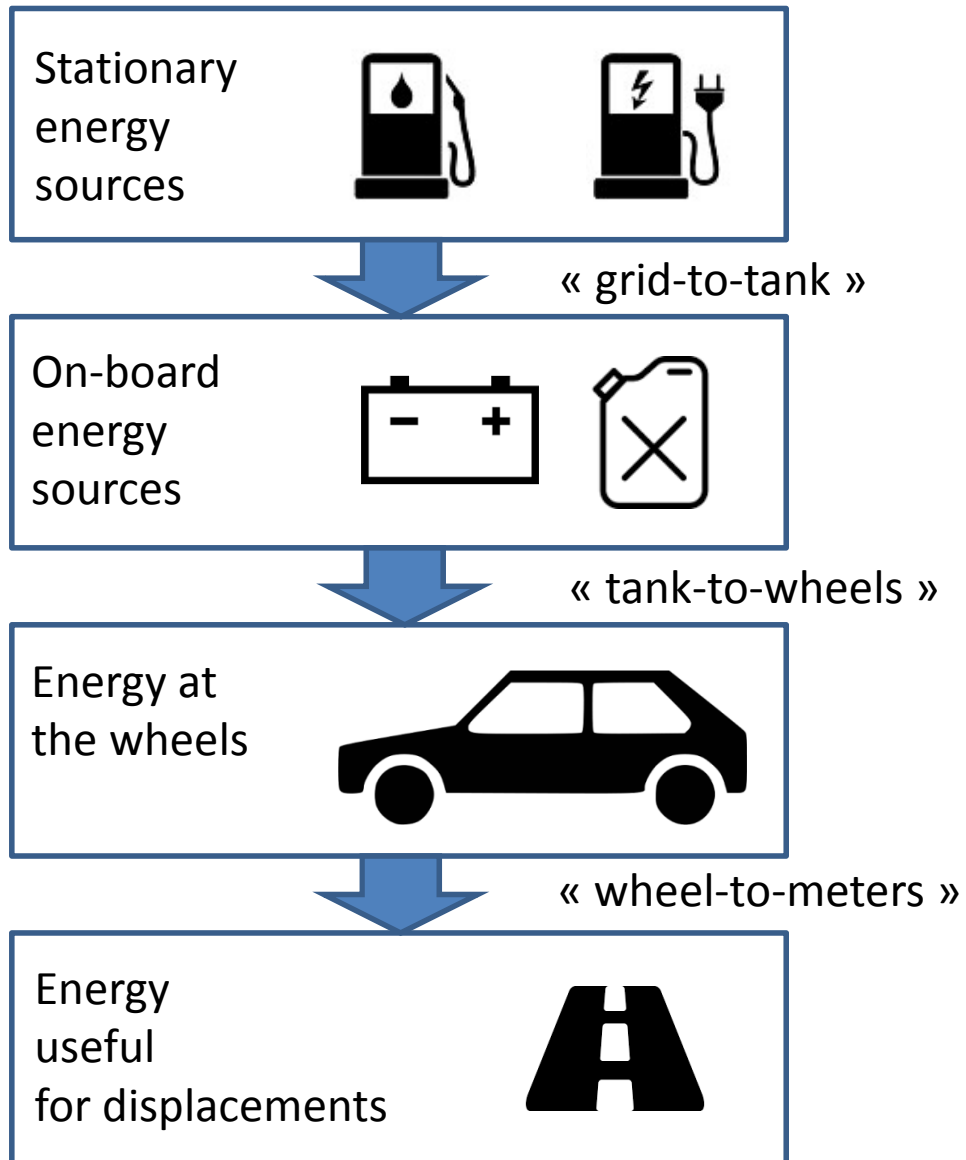 Stationary
energy
sources
« grid-to-tank »
On-board
energy
sources
- +
« tank-to-wheels »
Energy at
the wheels
« wheel-to-meters »
Energy
useful
for displacements